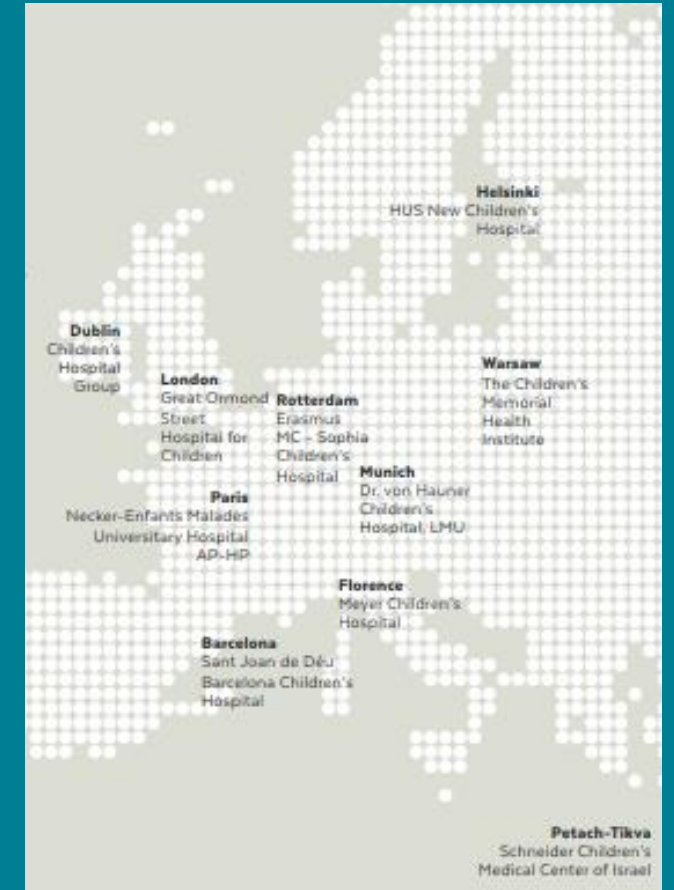 Helsinki
HUS New Children's
Hospital
Dublin
Children's
Hospital
Group
London
Great Ormond
Street
Hospital for
Children
Rotterdam
Erasmus
MC - Sophia
Children's
Hospital
Warsaw
The Children's
Memorial
Health
Institute
Munich
Dr. von Hauner
Children's
Hospital, LMU
Paris
Necker-Enfants Malades
Universitary Hospital
AP-HP
Florence
Meyer Children's
Hospital
Barcelona
Sant Joan de Déu
Barcelona Children's
Hospital
Petach-Tikva
Schneider Children's
Medical Center of Israel